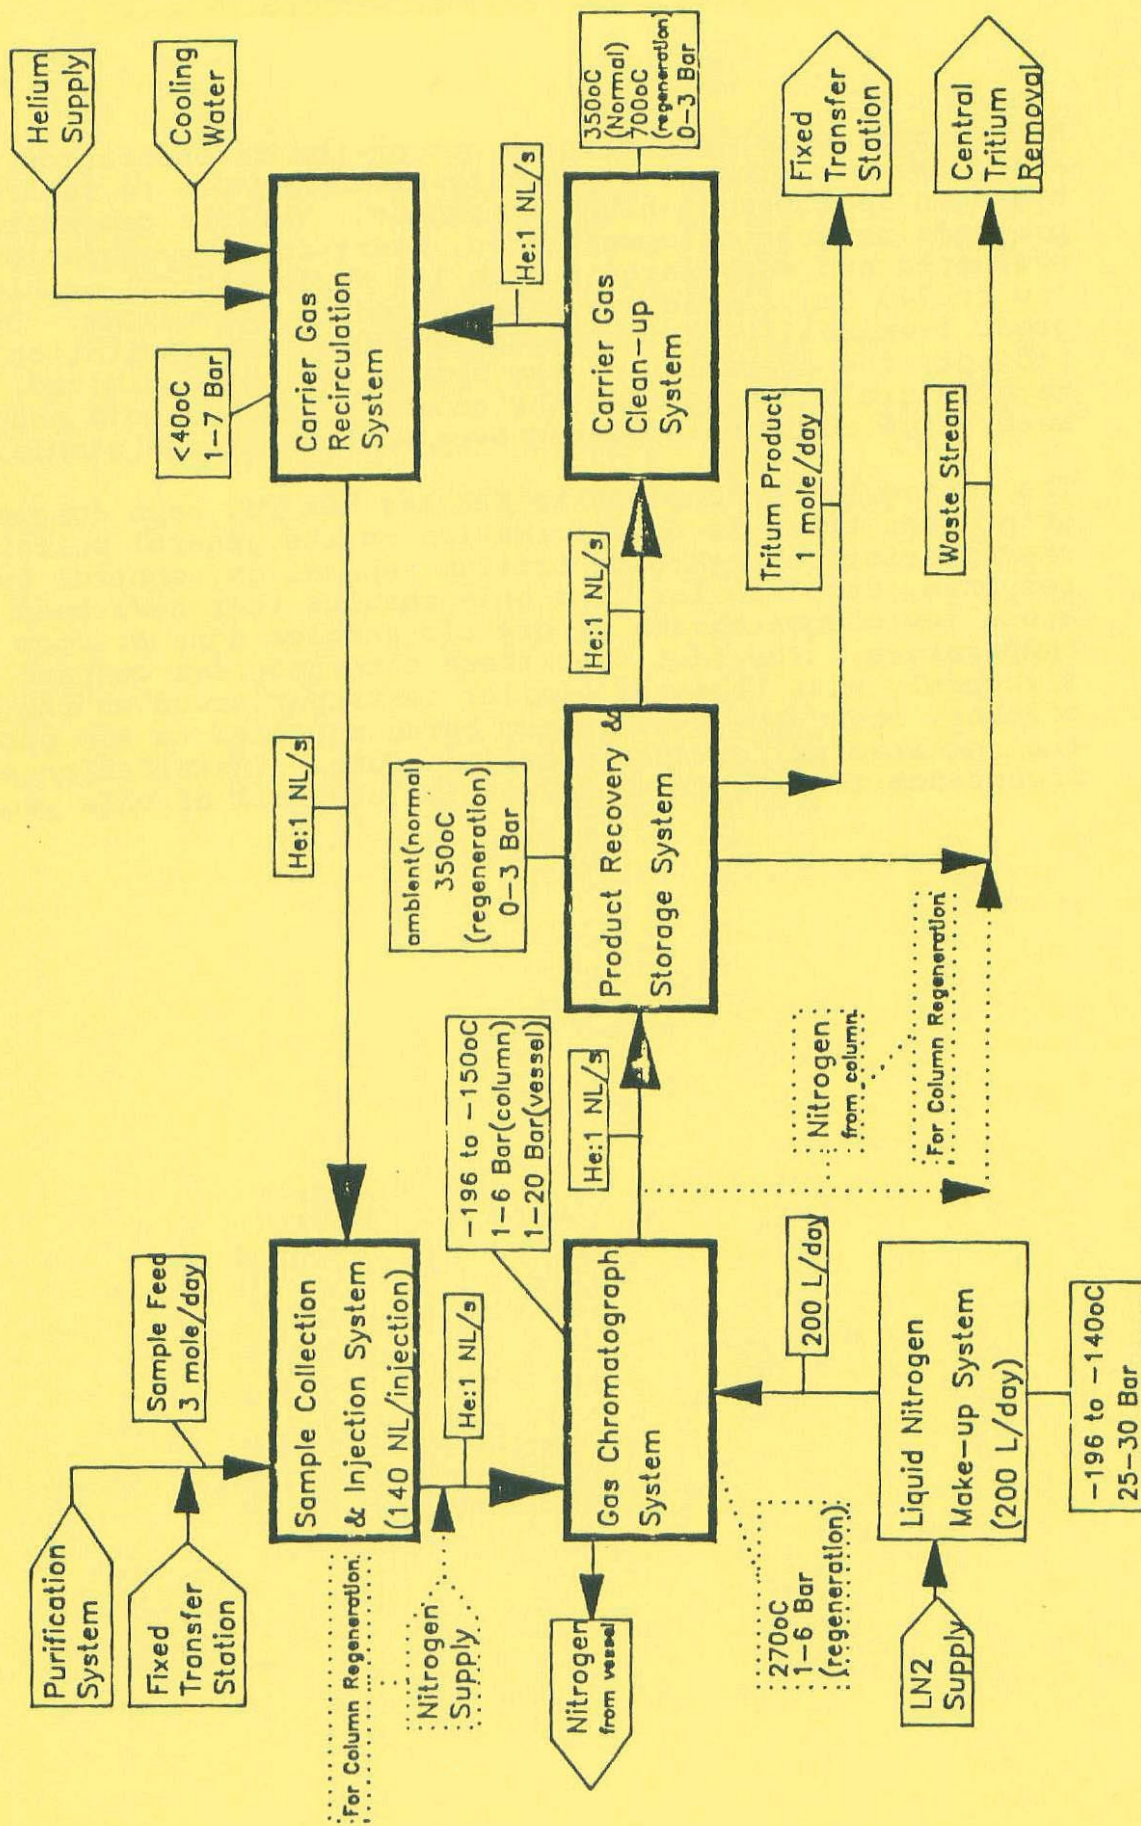 Purification
System
Fixed
Transfer
Station
Sample Feed
3 mole/day
Sample Collection
& Injection System
(140 NL/injection)
He:1 NL/s
<40oC
1-7 Bar
Helium
Supply
Cooling
Water
Carrier Gas
Recirculation
System
For Column Regeneration
Nitrogen
Supply
He:1 NL/s
-196 to -150oC
1-6 Bar(column)
1-20 Bar(vessel)
ambient(normal)
350oC
(regeneration)
0-3 Bar
He:1 NL/s
350oC
(Normal)
700oC
(regeneration)
0-3 Bar
Nitrogen
from vessel
Gas Chromatograph
System
He:1 NL/s
Product Recovery &
Storage System
He:1 NL/s
Carrier Gas
Clean-up
System
270oC
1-6 Bar
(regeneration)
200 L/day
Nitrogen
from column
For Column Regeneration
Tritum Product
1 mole/day
Fixed
Transfer
Station
LN2
Supply
Liquid Nitrogen
Make-up System
(200 L/day)
-196 to -140oC
25-30 Bar
Waste Stream
Central
Tritium
Removal